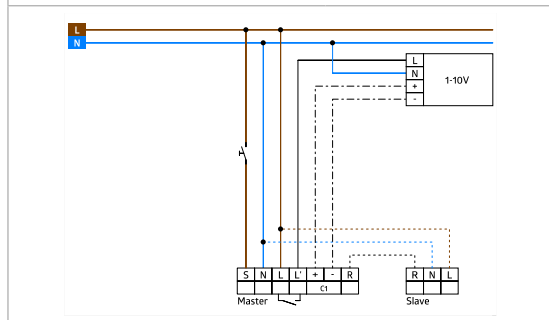 L
N
L
N
+
-
1-10V
S N L L' + - R
C1
R N L
Master
Slave